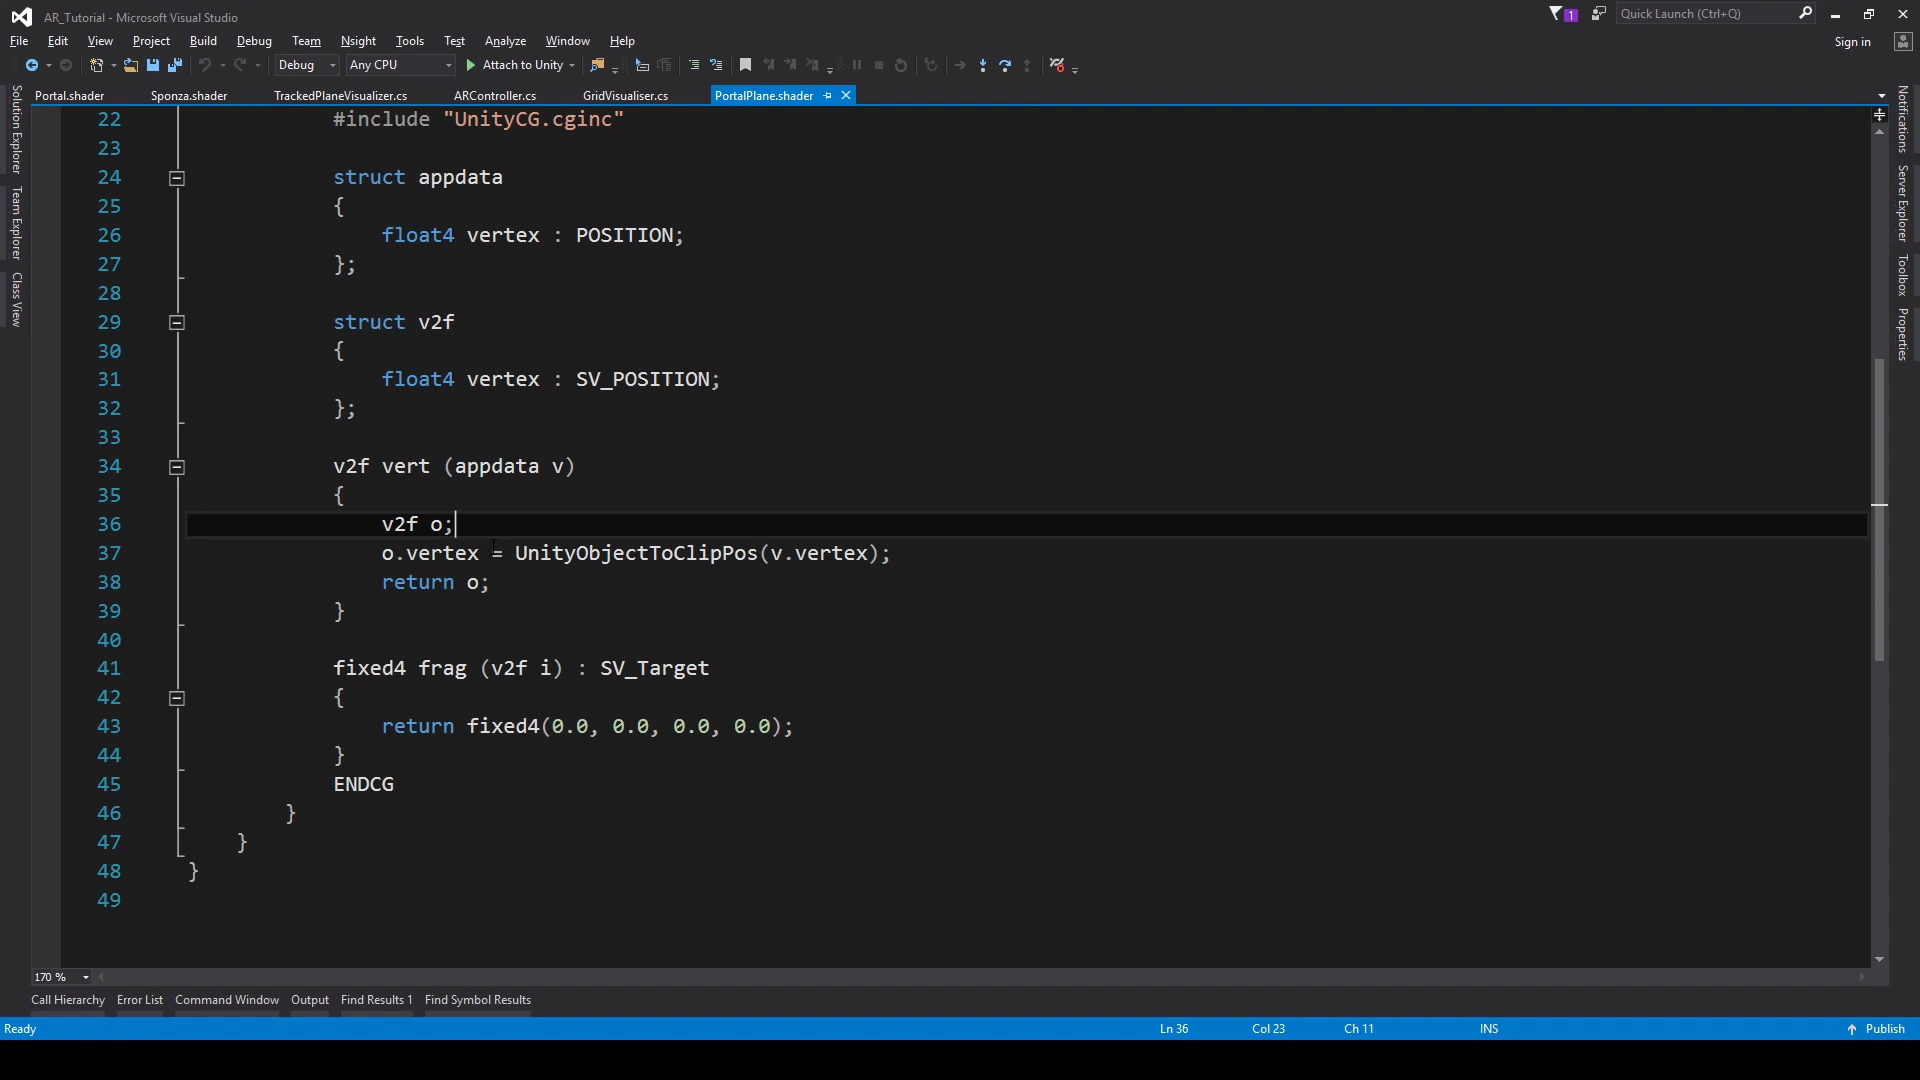 AR_Tutorial - Microsoft Visual Studio
1
Quick Launch (Ctrl+Q)
File Edit View Project Build Debug Team Nsight Tools Test Analyze Window Help
Sign in
Debug Any CPU Attach to Unity
Portal.shader Sponza.shader TrackedPlaneVisualizer.cs ARController.cs GridVisualiser.cs PortalPlane.shader
Solution Explorer
Team Explorer
Class View
22 #include "UnityCG.cginc"
23
24 struct appdata
25 {
26 float4 vertex : POSITION;
27 };
28
29 struct v2f
30 {
31 float4 vertex : SV_POSITION;
32 };
33
34 v2f vert (appdata v)
35 {
36 v2f o;
37 o.vertex = UnityObjectToClipPos(v.vertex);
38 return o;
39 }
40
41 fixed4 frag (v2f i) : SV_Target
42 {
43 return fixed4(0.0, 0.0, 0.0, 0.0);
44 }
45 ENDCG
46 }
47 }
48 }
49
Notifications
Server Explorer
Toolbox
Properties
170 %
Call Hierarchy Error List Command Window Output Find Results 1 Find Symbol Results
Ready Ln 36 Col 23 Ch 11 INS Publish